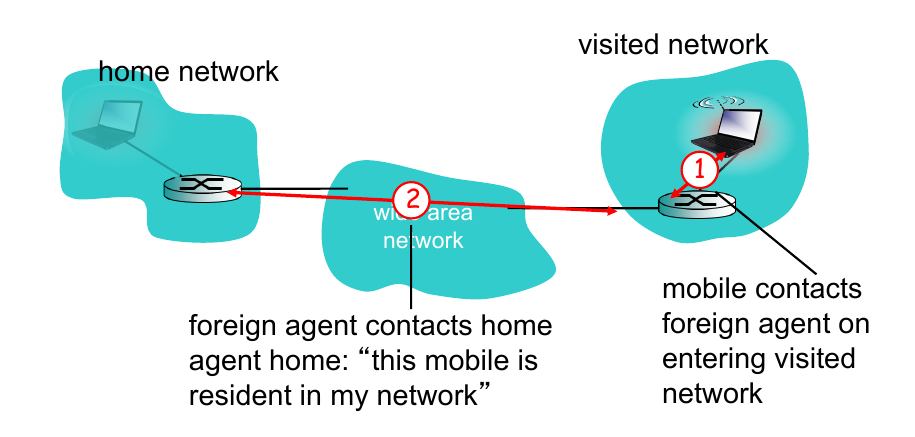 visited network
home network
1
2
wide area
network
foreign agent contacts home
agent home: “this mobile is
resident in my network”
mobile contacts
foreign agent on
entering visited
network